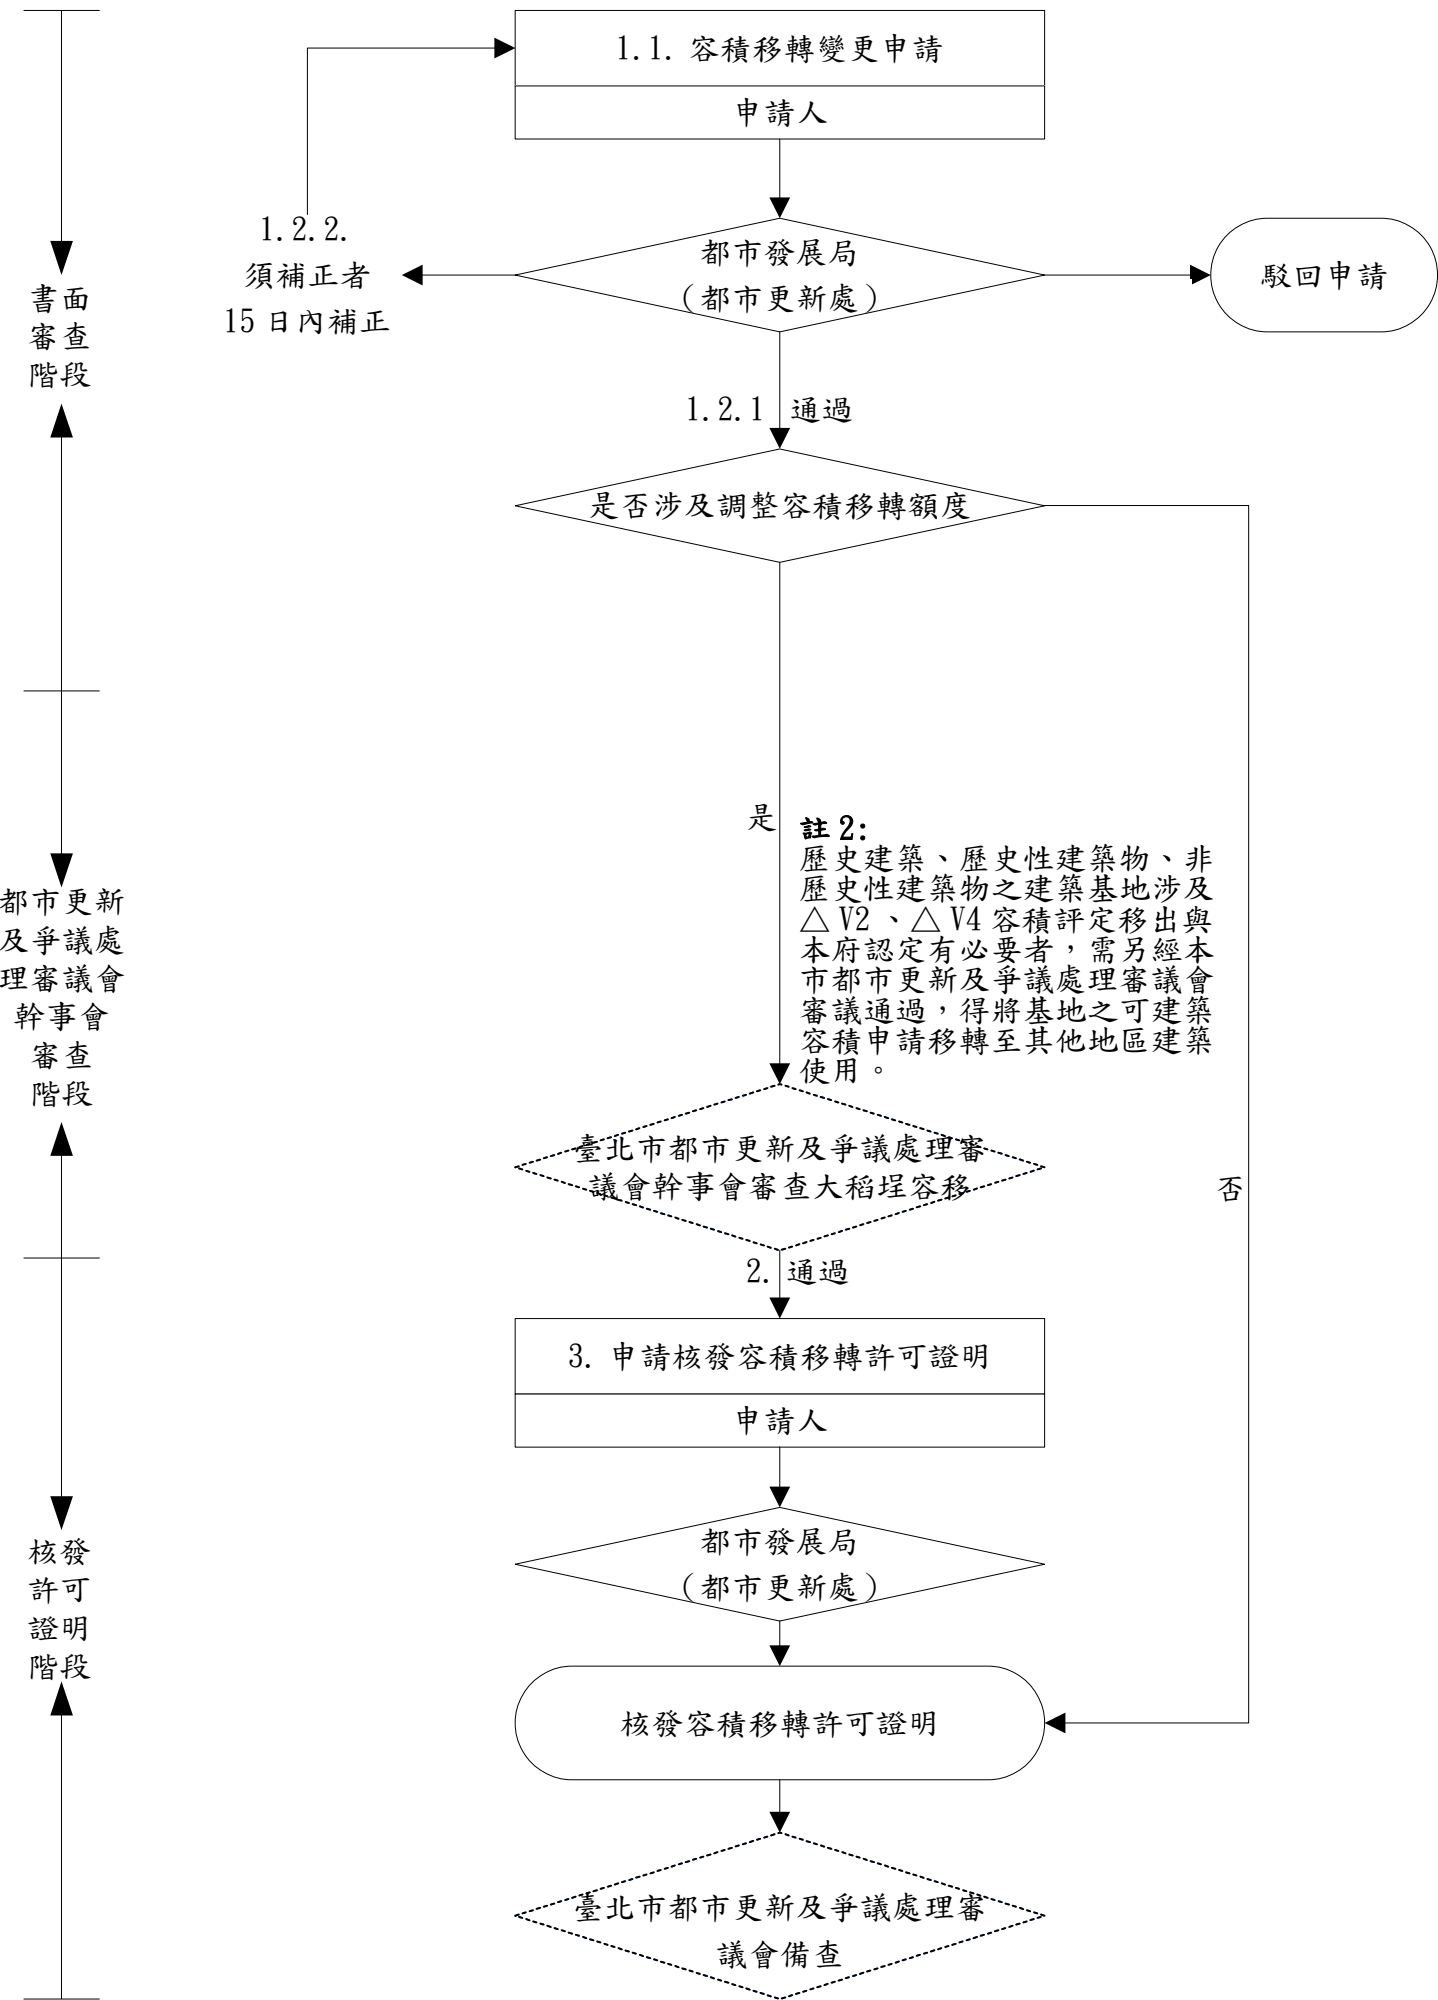 1.1. 容積移轉變更申請
申請人
1.2.2.
須補正者
15日內補正
都市發展局
(都市更新處)
駁回申請
書面
審查
階段
1.2.1 通過
是否涉及調整容積移轉額度
是
註2:
歷史建築、歷史性建築物、非
歷史性建築物之建築基地涉及
△V2、△V4容積評定移出與
本府認定有必要者，需另經本
市都市更新及爭議處理審議會
審議通過，得將基地之可建築
容積申請移轉至其他地區建築
使用。
都市更新
及爭議處
理審議會
幹事會
審查
階段
臺北市都市更新及爭議處理審
議會幹事會審查大稻埕容移
否
2. 通過
3. 申請核發容積移轉許可證明
申請人
都市發展局
(都市更新處)
核發
許可
證明
階段
核發容積移轉許可證明
臺北市都市更新及爭議處理審
議會備查